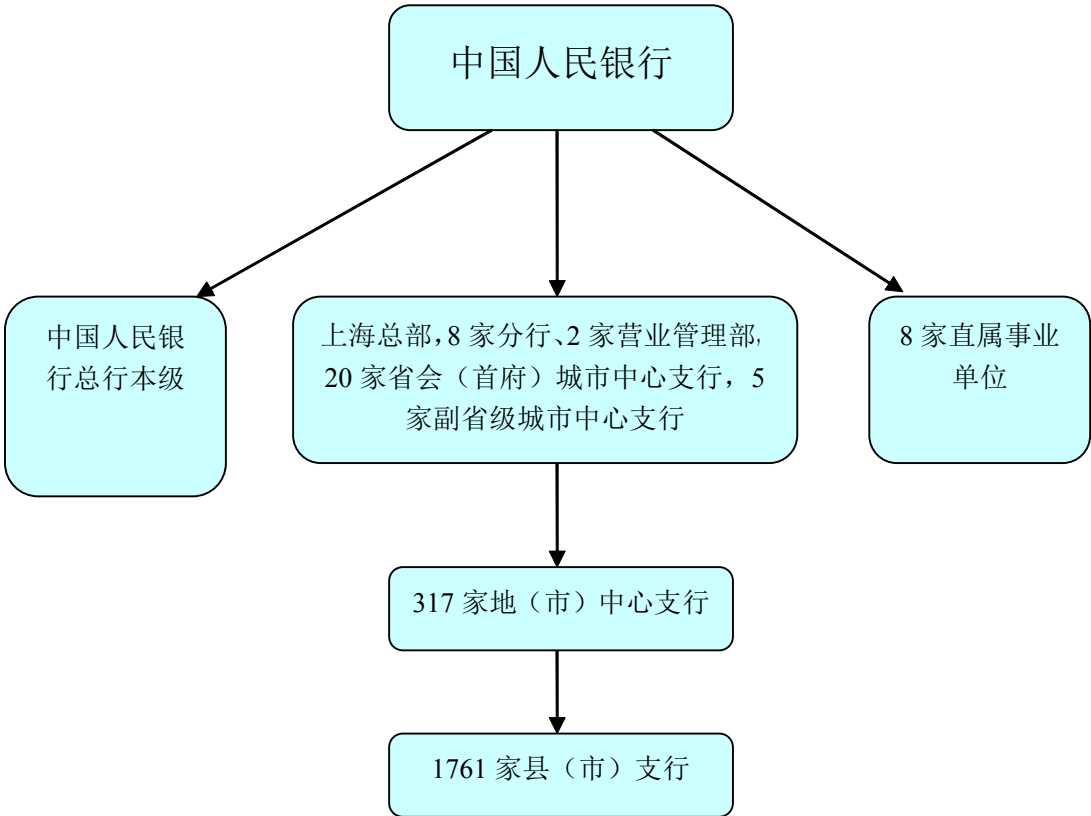 中国人民银行
中国人民银
行总行本级
上海总部，8 家分行、2 家营业管理部，
20 家省会（首府）城市中心支行，5
家副省级城市中心支行
8 家直属事业
单位
317 家地（市）中心支行
1761 家县（市）支行